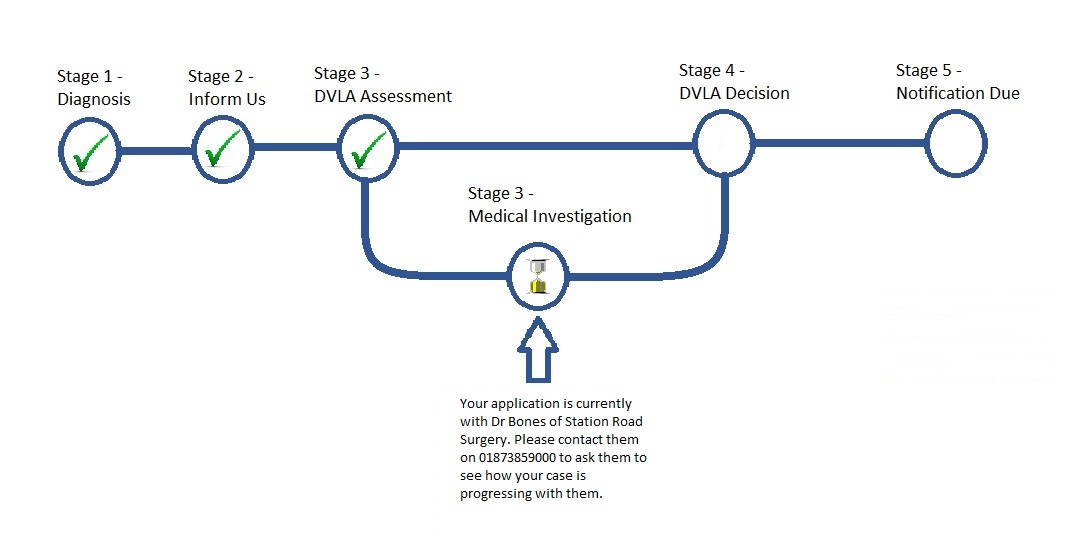 Stage 1 -
Diagnosis
Stage 2 -
Inform Us
Stage 3 -
DVLA Assessment
Stage 4 -
DVLA Decision
Stage 5 -
Notification Due
Stage 3 -
Medical Investigation
Your application is currently
with Dr Bones of Station Road
Surgery. Please contact them
on 01873859000 to ask them to
see how your case is
progressing with them.